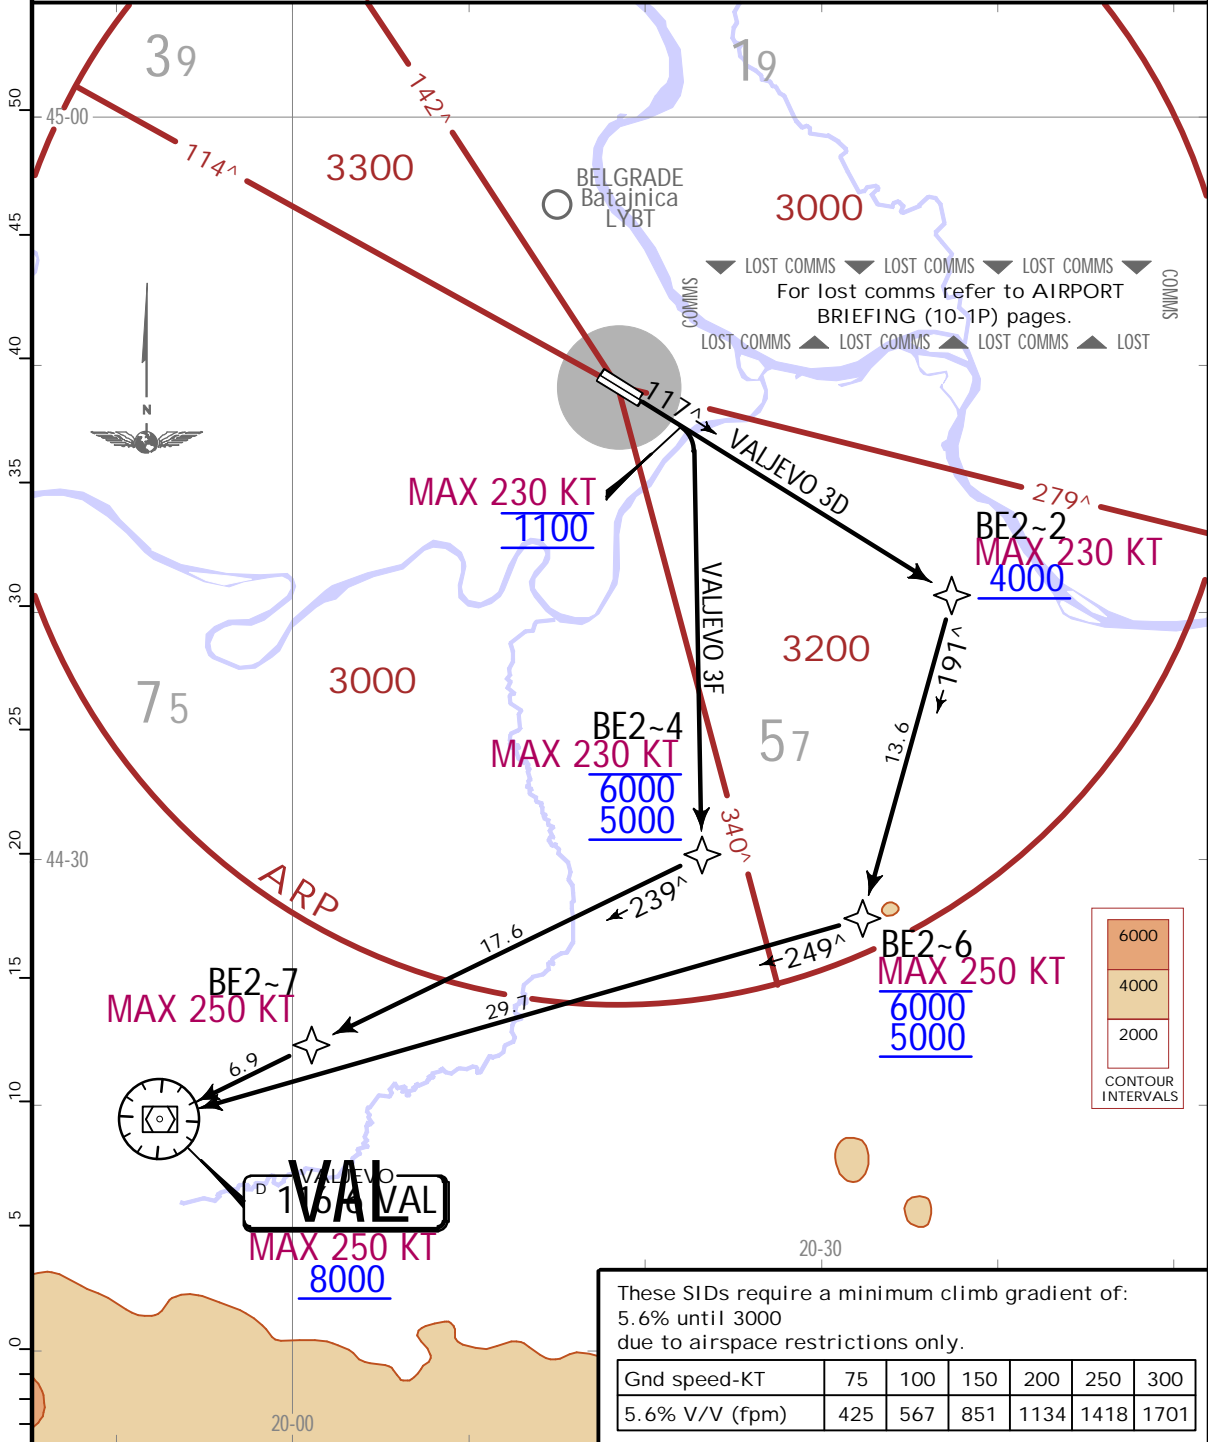 39
19
50
45-00
142^
114^
3300
BELGRADE
Batajnica
LYBT
3000
45
LOST COMMS LOST COMMS LOST COMMS
COMMS
For lost comms refer to AIRPORT
BRIEFING (10-1P) pages.
COMMS
LOST COMMS LOST COMMS LOST COMMS LOST
40
N
117^
VALJEVO 3D
279^
35
MAX 230 KT
1100
BE2~2
MAX 230 KT
4000
30
VALJEVO 3F
3200
191^
3000
75
25
BE2~4
MAX 230 KT
6000
5000
57
13.6
20
44-30
340^
ARP
239^
17.6
249^
BE2~6
MAX 250 KT
6000
5000
6000
4000
2000
CONTOUR
INTERVALS
15
BE2~7
MAX 250 KT
29.7
6.9
10
VALJEVO
D 116.6 VAL
VAL
MAX 250 KT
8000
5
20-30
0
20-00
These SIDs require a minimum climb gradient of:
5.6% until 3000
due to airspace restrictions only.
Gnd speed-KT 75 100 150 200 250 300
5.6% V/V (fpm) 425 567 851 1134 1418 1701